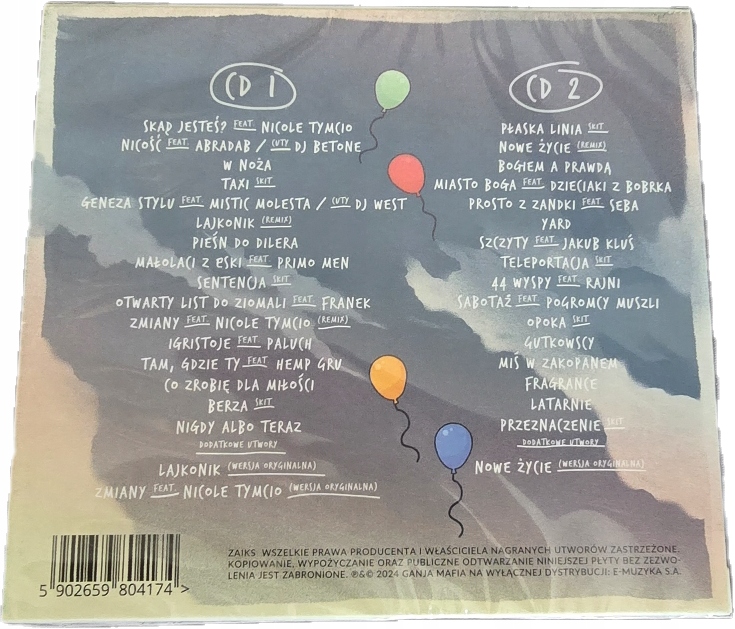 CD 1
SKĄD JESTEŚ? FEAT. NICOLE TYMCIO
NICOŚĆ FEAT. ABRADAB / CUTY DJ BETONE
W NOŻA
TAXI SKIT
GENEZA STYLU FEAT. MISTIC MOLESTA / CUTY DJ WEST
LAJKONIK (REMIX)
PIEŚN DO DILERA
MAŁOLACI Z eSKI FEAT. PRIMO MEN
SENTENCJA SKIT
OTWARTY LIST DO ZIOMALI FEAT. FRANEK
ZMIANY FEAT. NICOLE TYMCIO (REMIX)
IGRISTOJE FEAT. PALUCH
TAM, GDZIE TY FEAT. HEMP GRU
CO ZROBIĘ DLA MIŁOŚCI
BERZA SKIT
NIGDY ALBO TERAZ
DODATKOWE UTWORY
LAJKONIK (WERSJA ORYGINALNA)
ZMIANY FEAT. NICOLE TYMCIO (WERSJA ORYGINALNA)
CD 2
PŁASKA LINIA SKIT
NOWE ŻYCIE (REMIX)
BOGIEM A PRAWDĄ
MIASTO BOGA FEAT. DZIECIAKI Z BOBRKA
PROSTO Z ZANDKI FEAT. SEBA
YARD
SZCZYTY FEAT. JAKUB KLUŚ
TELEPORTACJA SKIT
44 WYSPY FEAT. RAJNI
SABOTAŻ FEAT. POGROMCY MUSZLI
OPOKA SKIT
GUTKOWSCY
MIŚ W ZAKOPANEM
FRAGRANCE
LATARNIE
PRZEZNACZENIE SKIT
DODATKOWE UTWORY
NOWE ŻYCIE (WERSJA ORYGINALNA)
5 902659 804174 >
ZAIKS WSZELKIE PRAWA PRODUCENTA I WŁAŚCICIELA NAGRANYCH UTWORÓW ZASTRZEŻONE.
KOPIOWANIE, WYPOŻYCZANIE ORAZ PUBLICZNE ODTWARZANIE NINIEJSZEJ PŁYTY BEZ ZEZWO-
LENIA JEST ZABRONIONE. ℗&© 2024 GANJA MAFIA NA WYŁĄCZNEJ DYSTRYBUCJI: E-MUZYKA S.A.